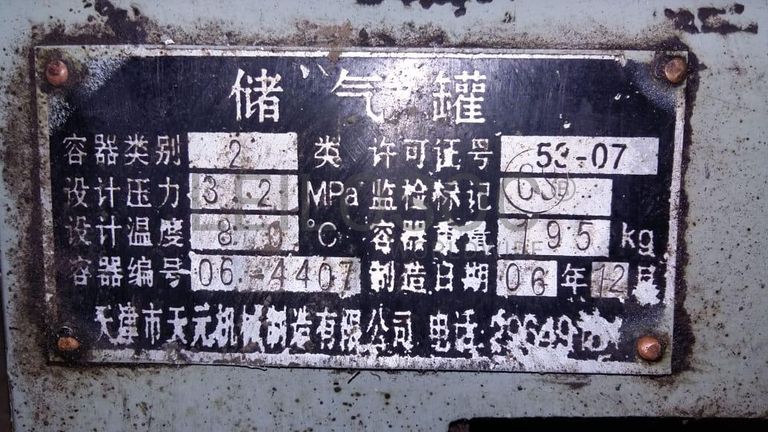 储气罐
容器类别 2 类 许可证号 53-07
设计压力 3.2 MPa 监检标记
设计温度 80 °C 容器重量 195 kg
容器编号 06-4407 制造日期 06 年 12 月
天津市天元机械制造有限公司 电话: